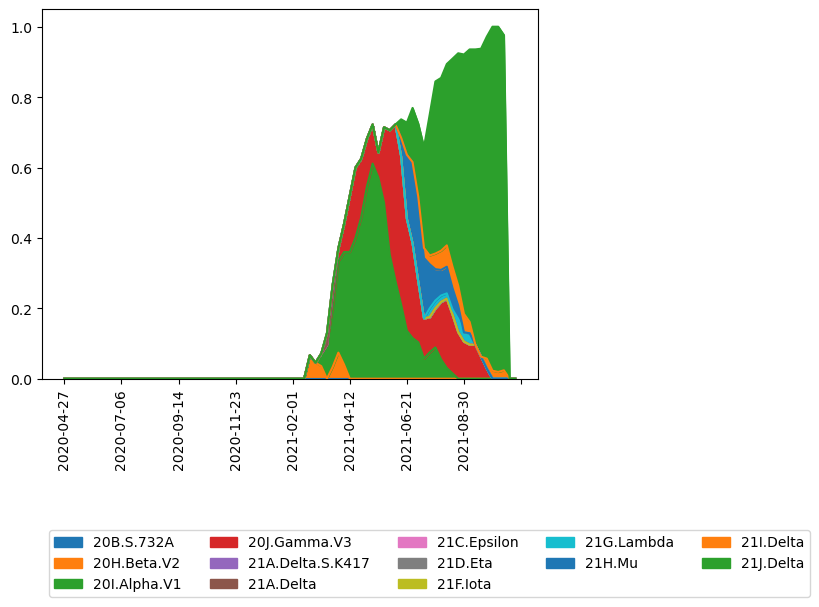 1.0
0.8
0.6
0.4
0.2
0.0
2020-04-27 2020-07-06 2020-09-14 2020-11-23 2021-02-01 2021-04-12 2021-06-21 2021-08-30
20B.S.732A 20J.Gamma.V3 21C.Epsilon 21G.Lambda 21I.Delta
20H.Beta.V2 21A.Delta.S.K417 21D.Eta 21H.Mu 21J.Delta
20I.Alpha.V1 21A.Delta 21F.Iota